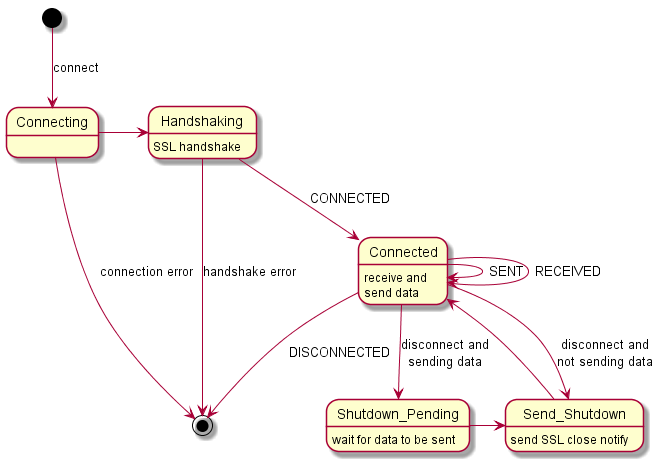 connect
Connecting
Handshaking
SSL handshake
CONNECTED
connection error
handshake error
Connected
receive and
send data
SENT
RECEIVED
DISCONNECTED
disconnect and
sending data
disconnect and
not sending data
Shutdown_Pending
wait for data to be sent
Send_Shutdown
send SSL close notify